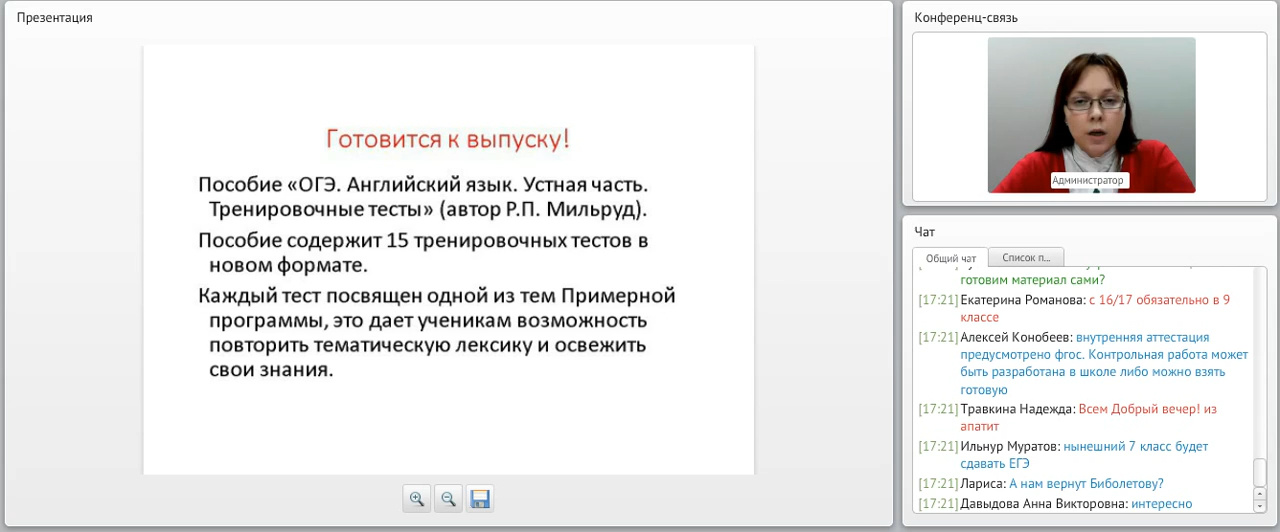 Презентация
Готовится к выпуску!
Пособие «ОГЭ. Английский язык. Устная часть.
Тренировочные тесты» (автор Р.П. Мильруд).
Пособие содержит 15 тренировочных тестов в
новом формате.
Каждый тест посвящен одной из тем Примерной
программы, это дает ученикам возможность
повторить тематическую лексику и освежить
свои знания.
Конференц-связь
Администратор
Чат
Общий чат
Список п...
готовим материал сами?
[17:21] Екатерина Романова: с 16/17 обязательно в 9
классе
[17:21] Алексей Конобеев: внутренняя аттестация
предусмотрено фгос. Контрольная работа может
быть разработана в школе либо можно взять
готовую
[17:21] Травкина Надежда: Всем Добрый вечер! из
апатит
[17:21] Ильнур Муратов: нынешний 7 класс будет
сдавать ЕГЭ
[17:21] Лариса: А нам вернут Биболетову?
[17:21] Давыдова Анна Викторовна: интересно